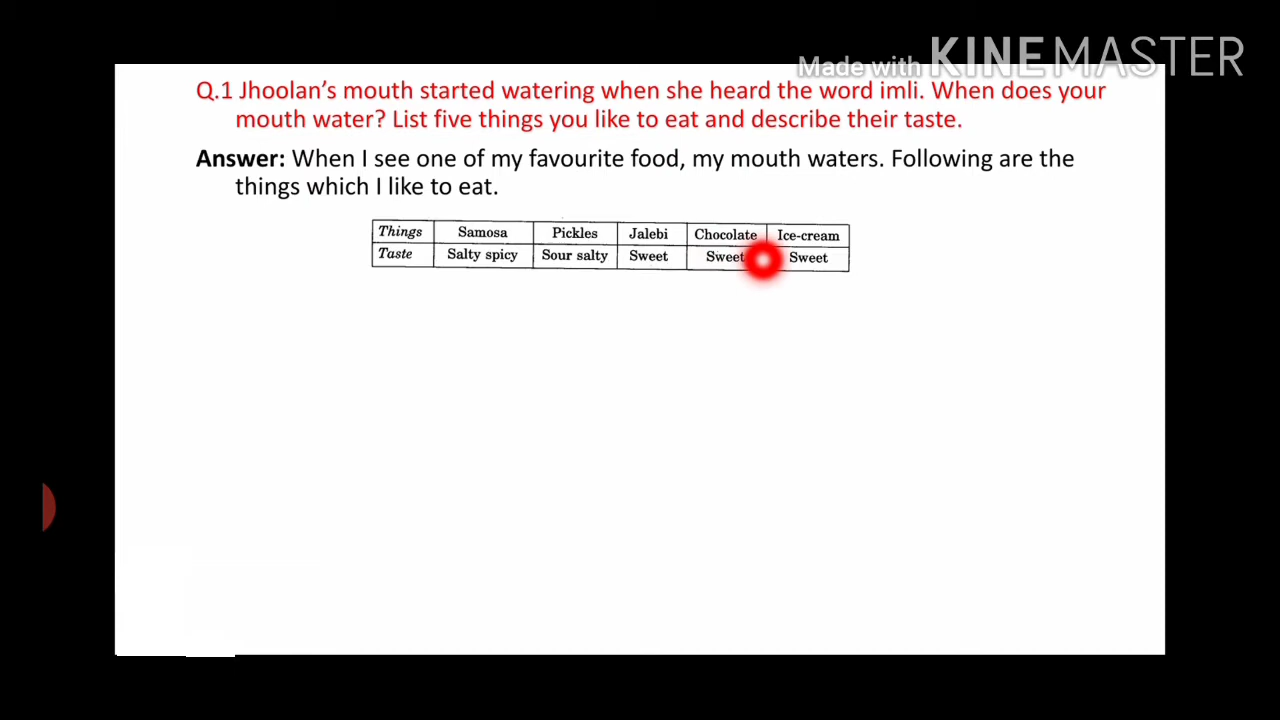 Made with KINEMASTER
Q.1 Jhoolan's mouth started watering when she heard the word imli. When does your
mouth water? List five things you like to eat and describe their taste.
Answer: When I see one of my favourite food, my mouth waters. Following are the
things which I like to eat.
Things Samosa Pickles Jalebi Chocolate Ice-cream
Taste Salty spicy Sour salty Sweet Sweet Sweet